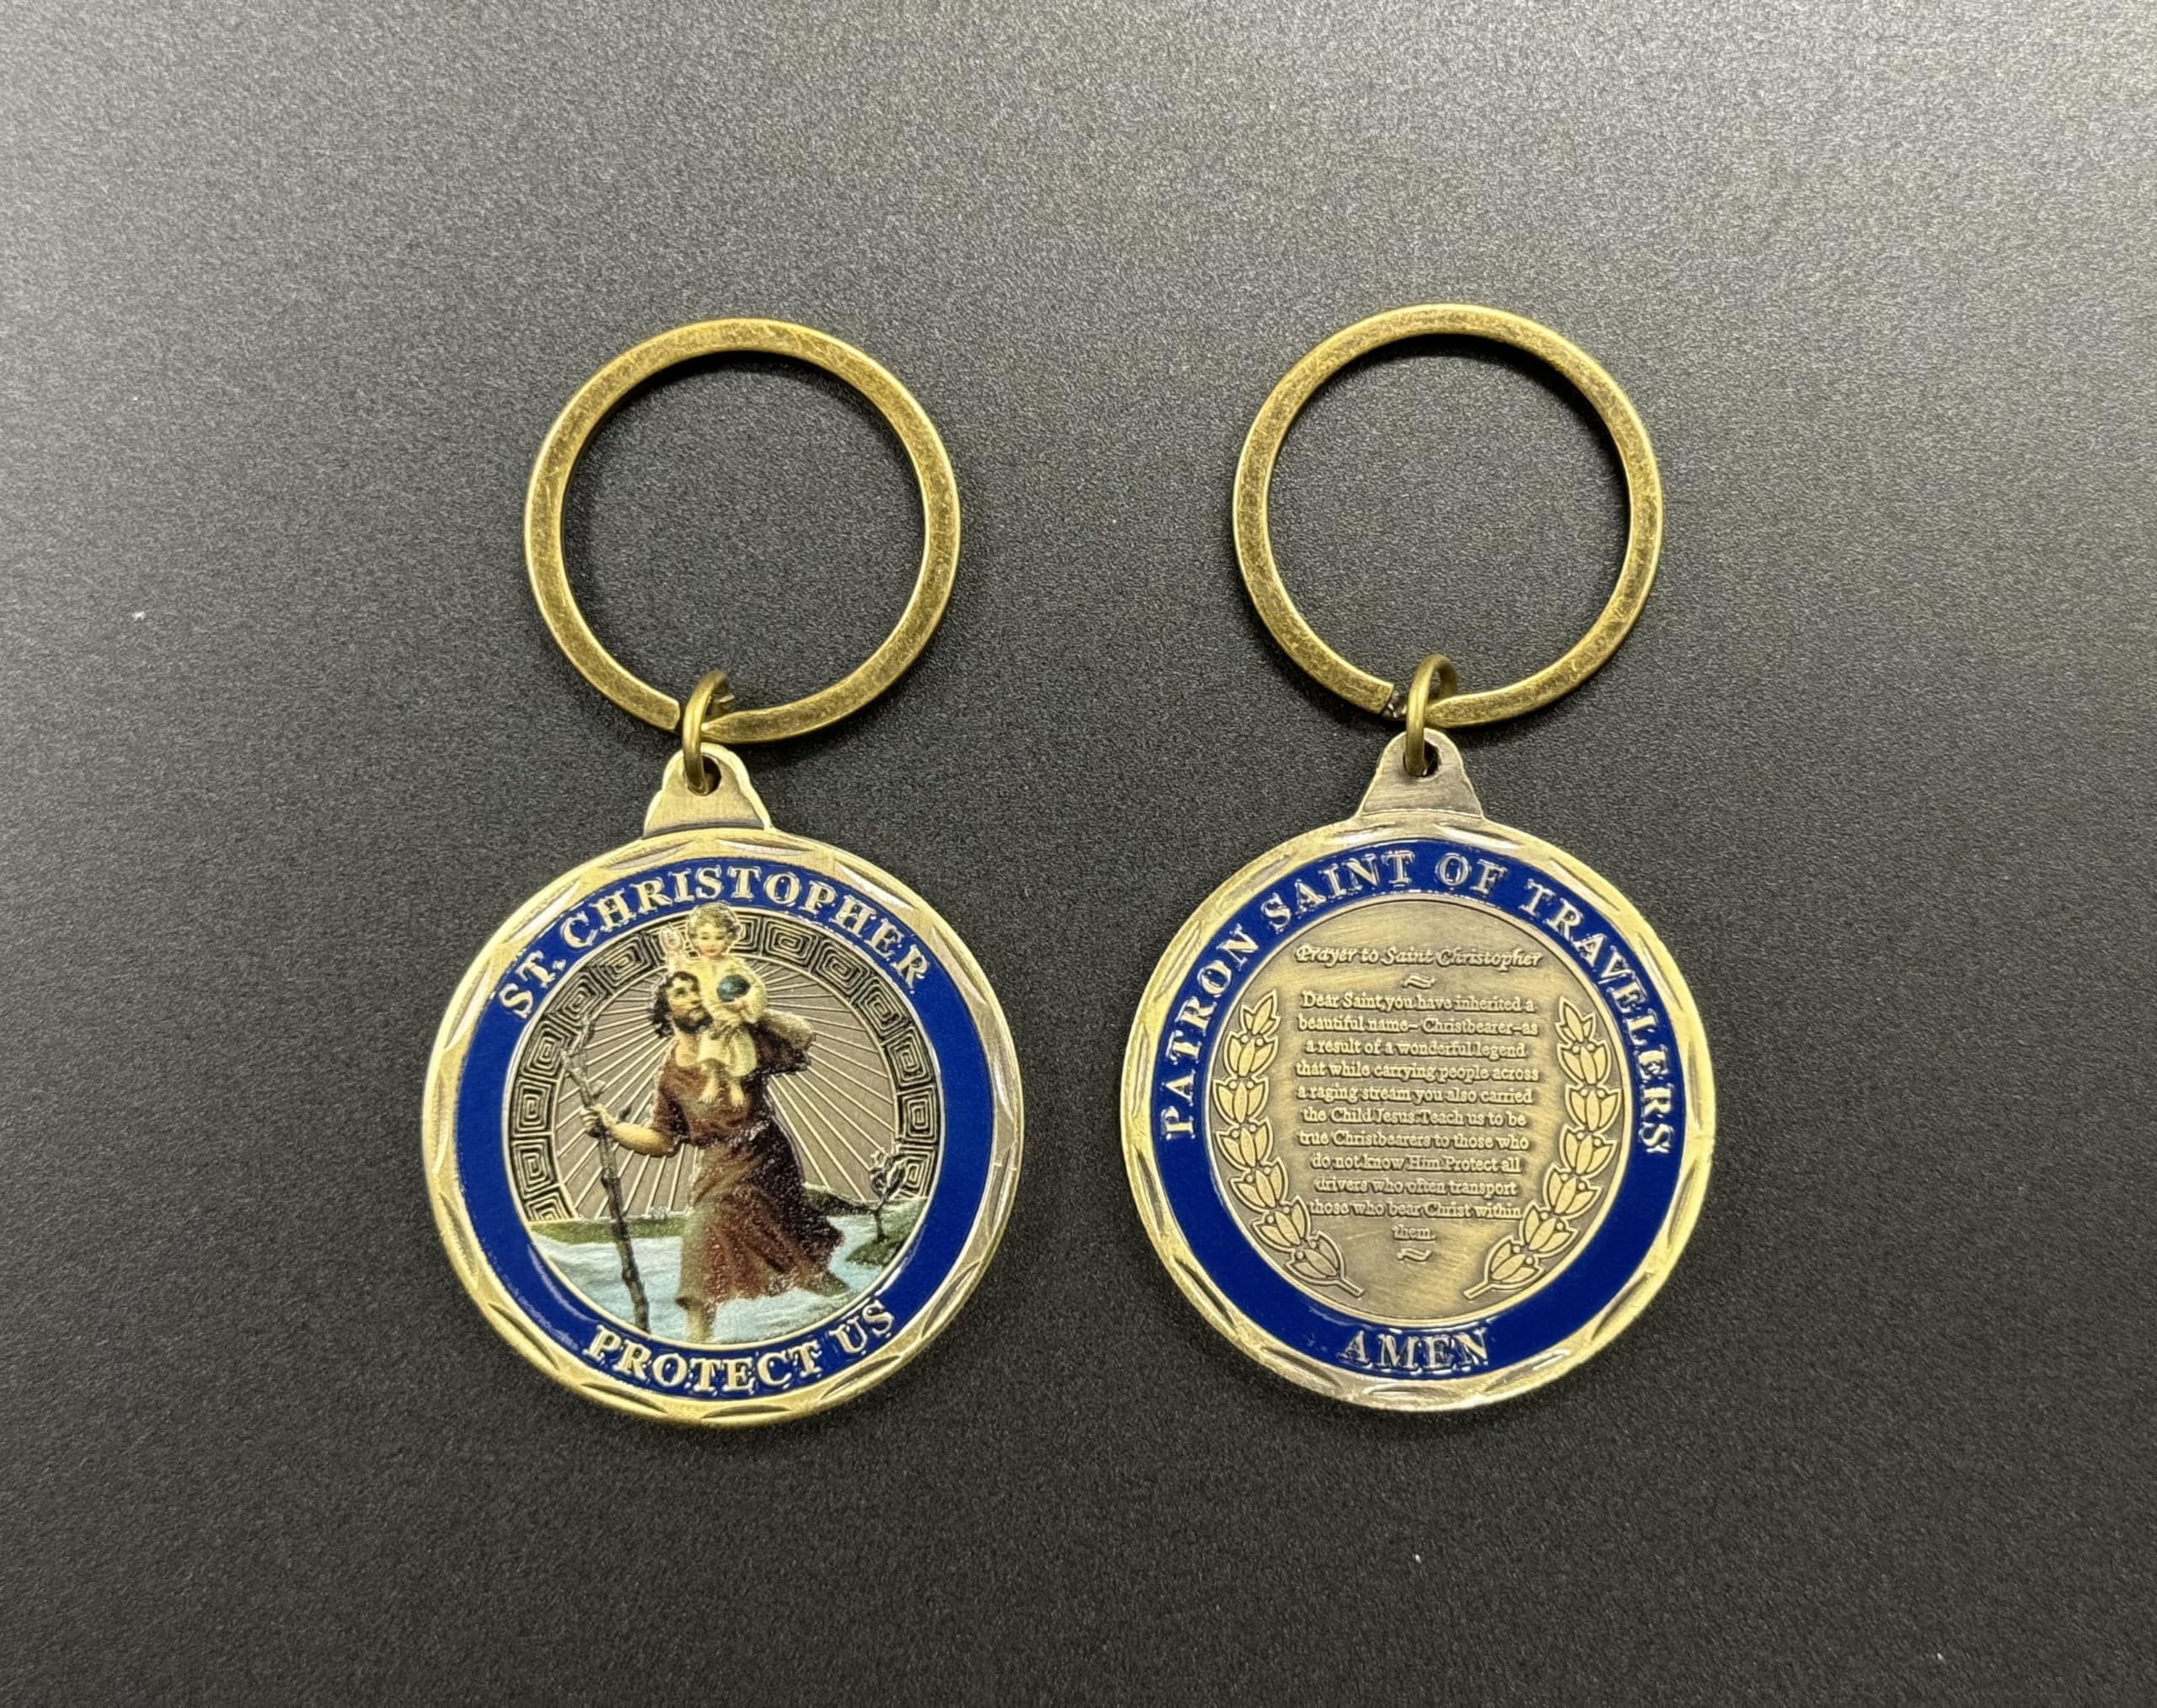 ST. CHRISTOPHER
PROTECT US
PATRON SAINT OF TRAVELERS
Prayer to Saint Christopher
Dear Saint,you have inherited a
beautiful name-Christbearer-as
a result of a wonderful legend
that while carrying people across
a raging stream you also carried
the Child Jesus.Teach us to be
true Christbearers to those who
do not know Him.Protect all
drivers who often transport
those who bear Christ within
them.
AMEN